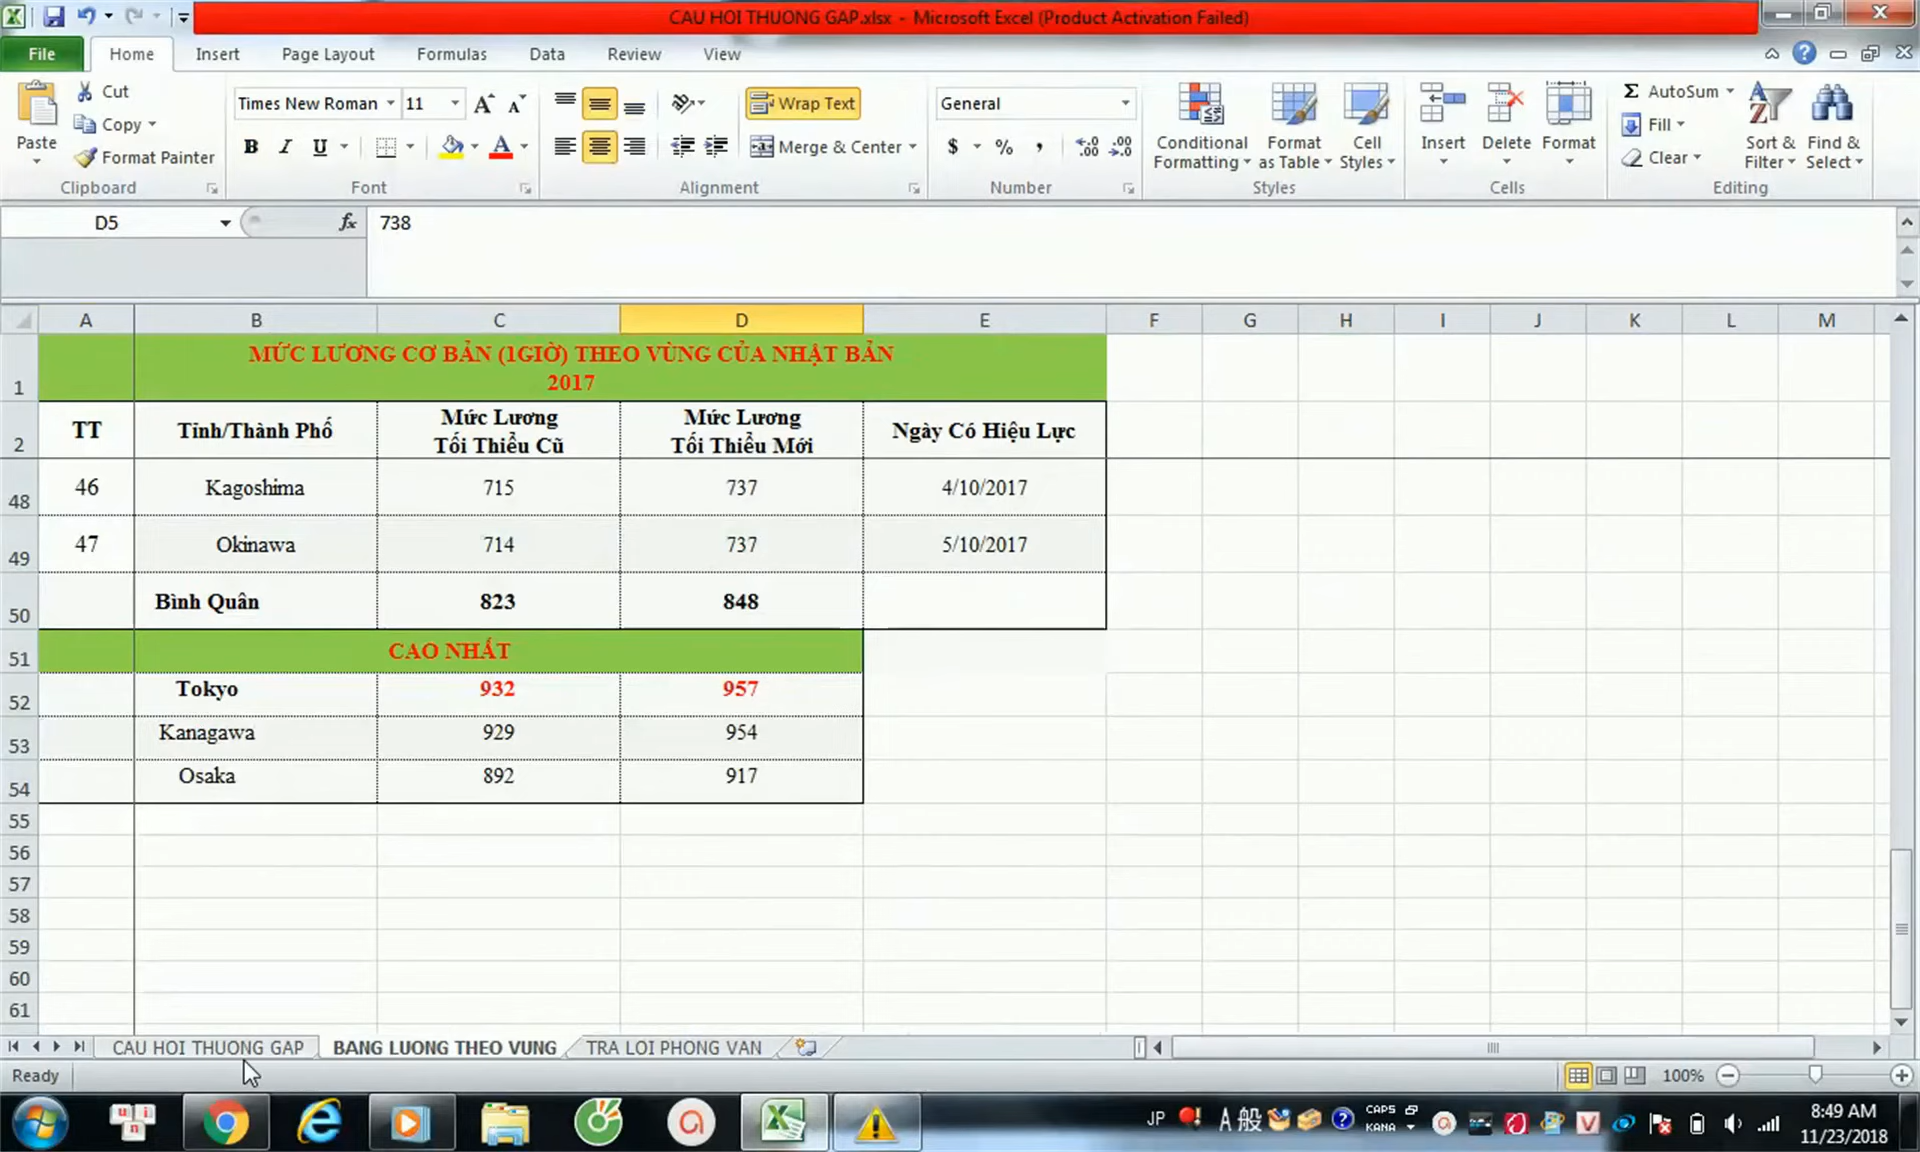 CAU HOI THUONG GAP.xlsx - Microsoft Excel (Product Activation Failed)
File Home Insert Page Layout Formulas Data Review View
Paste
Cut
Copy
Format Painter
Clipboard
Times New Roman 11
B I U
Font
Wrap Text
Merge & Center
Alignment
General
$ % ,
Number
Conditional Formatting
Format as Table
Cell Styles
Styles
Insert Delete Format
Cells
AutoSum
Fill
Clear
Sort & Filter
Find & Select
Editing
D5 fx 738
A B C D E F G H I J K L M
1 MỨC LƯƠNG CƠ BẢN (1GIỜ) THEO VÙNG CỦA NHẬT BẢN
2017
2 TT Tỉnh/Thành Phố Mức Lương Tối Thiểu Cũ Mức Lương Tối Thiểu Mới Ngày Có Hiệu Lực
48 46 Kagoshima 715 737 4/10/2017
49 47 Okinawa 714 737 5/10/2017
50 Bình Quân 823 848
51 CAO NHẤT
52 Tokyo 932 957
53 Kanagawa 929 954
54 Osaka 892 917
55
56
57
58
59
60
61
CAU HOI THUONG GAP BANG LUONG THEO VUNG TRA LOI PHONG VAN
Ready 100%
JP A 般 CAPS KANA
8:49 AM
11/23/2018